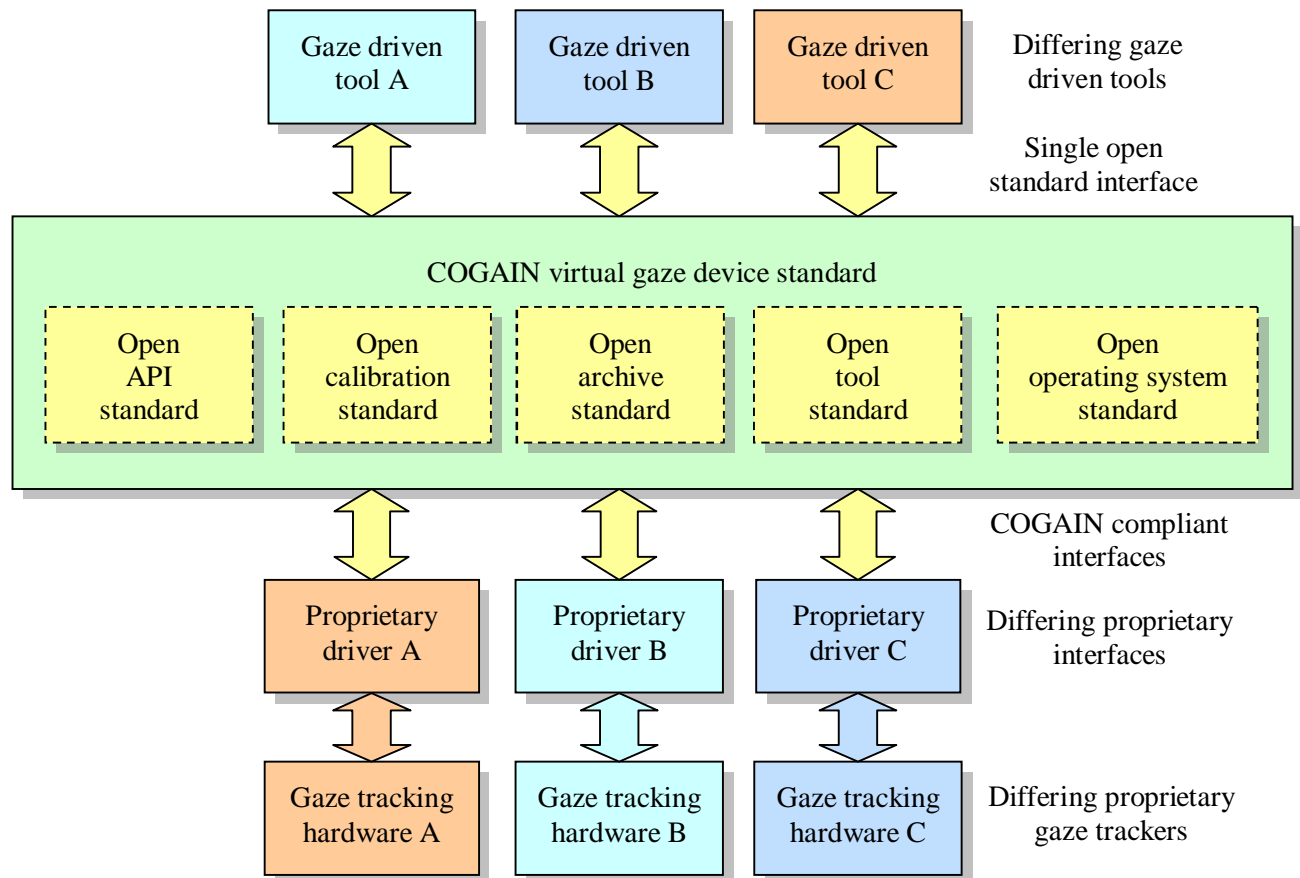 Gaze driven
tool A
Gaze driven
tool B
Gaze driven
tool C
Differing gaze
driven tools
Single open
standard interface
COGAIN virtual gaze device standard
Open
API
standard
Open
calibration
standard
Open
archive
standard
Open
tool
standard
Open
operating system
standard
COGAIN compliant
interfaces
Proprietary
driver A
Proprietary
driver B
Proprietary
driver C
Differing proprietary
interfaces
Gaze tracking
hardware A
Gaze tracking
hardware B
Gaze tracking
hardware C
Differing proprietary
gaze trackers